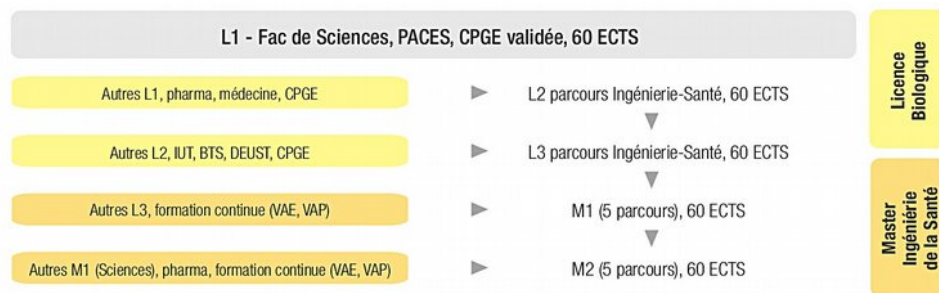 L1 - Fac de Sciences, PACES, CPGE validée, 60 ECTS
Autres L1, pharma, médecine, CPGE
L2 parcours Ingénierie-Santé, 60 ECTS
Autres L2, IUT, BTS, DEUST, CPGE
L3 parcours Ingénierie-Santé, 60 ECTS
Autres L3, formation continue (VAE, VAP)
M1 (5 parcours), 60 ECTS
Autres M1 (Sciences), pharma, formation continue (VAE, VAP)
M2 (5 parcours), 60 ECTS
Licence
Biologique
Master
Ingéniérie
de la Santé